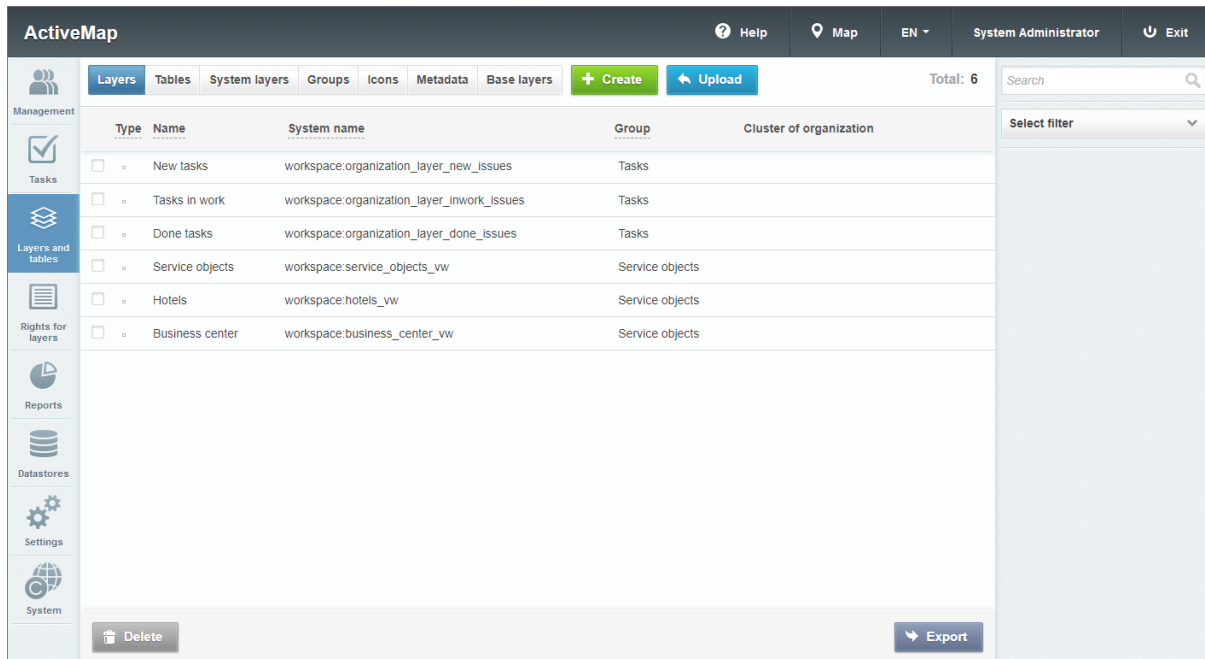 ActiveMap
Help
Map
EN
System Administrator
Exit
Management
Tasks
Layers and
tables
Rights for
layers
Reports
Datastores
Settings
System
Layers Tables System layers Groups Icons Metadata Base layers
Create
Upload
Total: 6
Type Name System name Group Cluster of organization
New tasks workspace:organization_layer_new_issues Tasks
Tasks in work workspace:organization_layer_inwork_issues Tasks
Done tasks workspace:organization_layer_done_issues Tasks
Service objects workspace:service_objects_vw Service objects
Hotels workspace:hotels_vw Service objects
Business center workspace:business_center_vw Service objects
Delete
Export
Search
Select filter